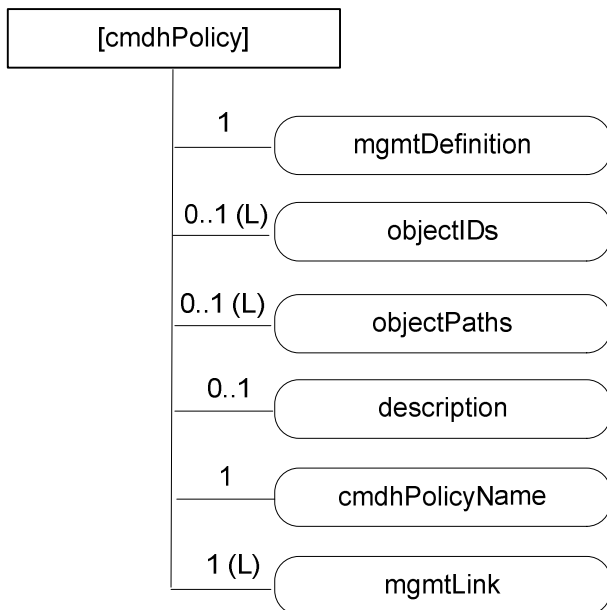 [cmdhPolicy]
1
mgmtDefinition
0..1 (L)
objectIDs
0..1 (L)
objectPaths
0..1
description
1
cmdhPolicyName
1 (L)
mgmtLink